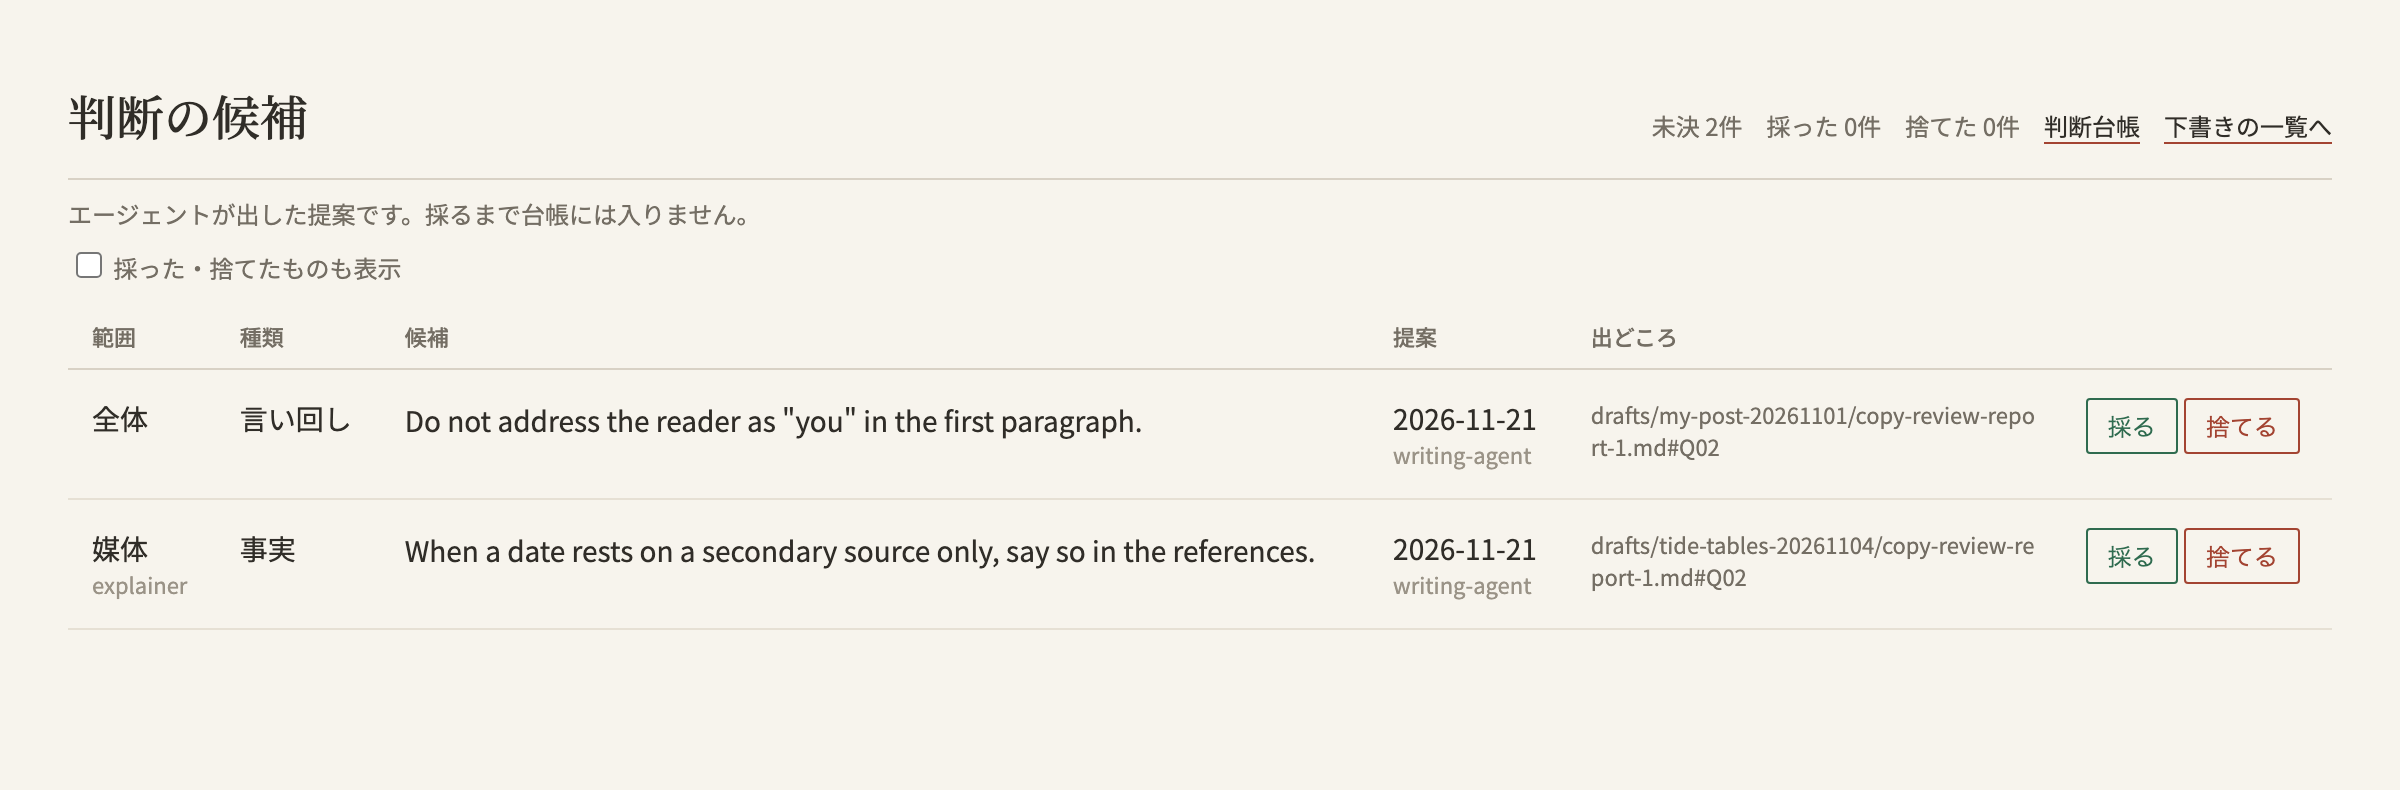 判断の候補
未決 2件 採った 0件 捨てた 0件 判断台帳 下書きの一覧へ
エージェントが出した提案です。採るまで台帳には入りません。
採った・捨てたものも表示
範囲 種類 候補 提案 出どころ
全体 言い回し Do not address the reader as "you" in the first paragraph. 2026-11-21 drafts/my-post-20261101/copy-review-repo 採る 捨てる
writing-agent rt-1.md#Q02
媒体 事実 When a date rests on a secondary source only, say so in the references. 2026-11-21 drafts/tide-tables-20261104/copy-review-re 採る 捨てる
explainer writing-agent port-1.md#Q02